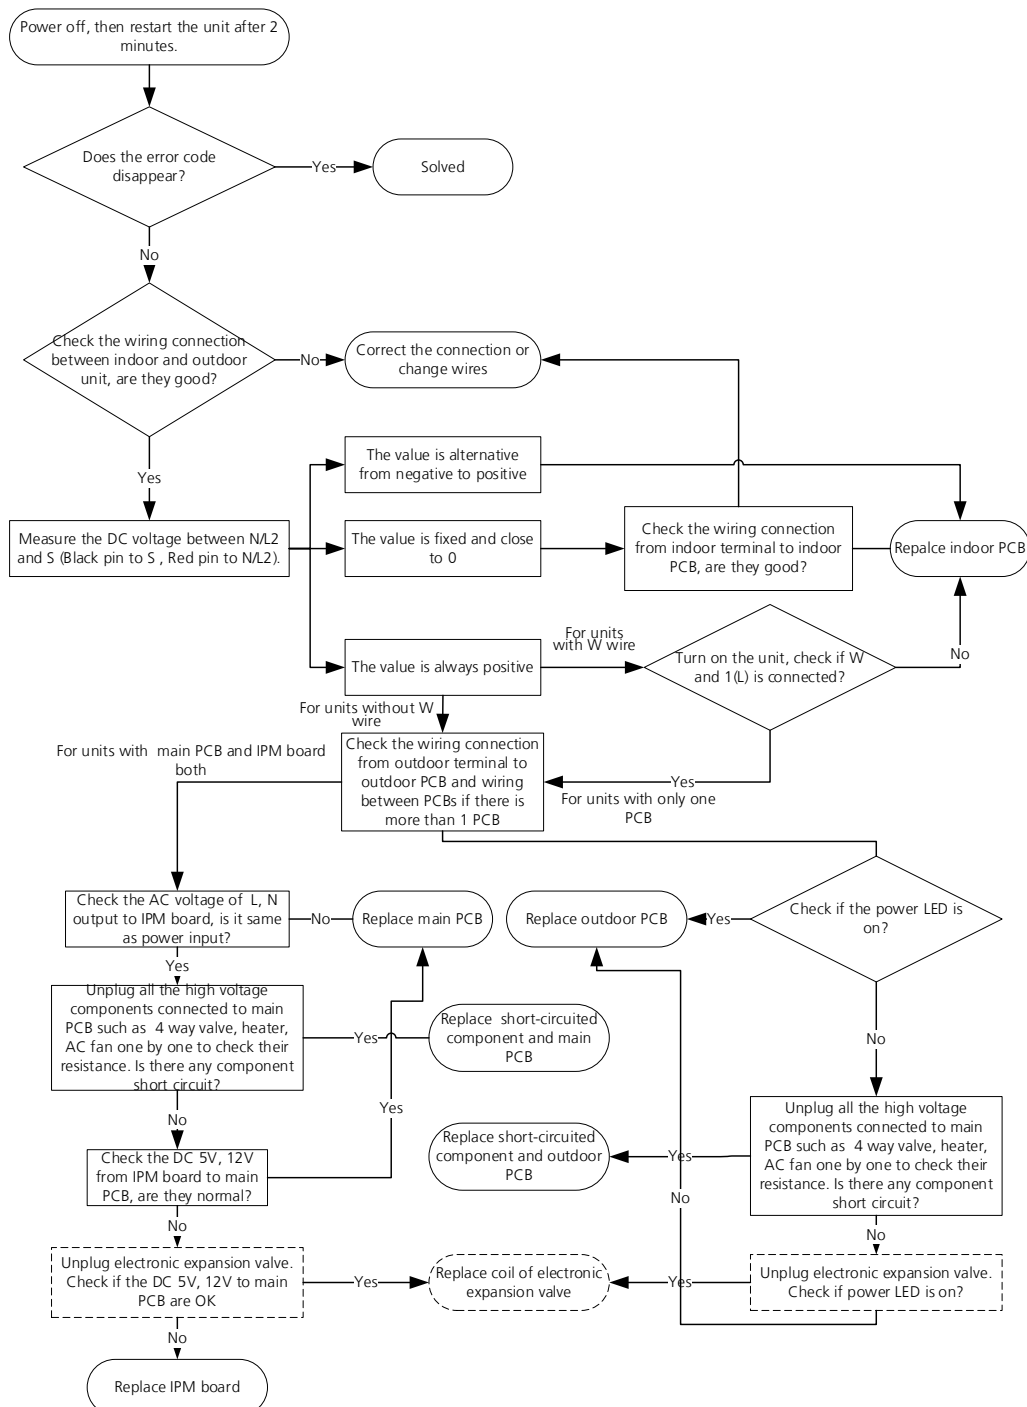 Power off, then restart the unit after 2
minutes.
Does the error code
disappear?
Yes
Solved
No
Check the wiring connection
between indoor and outdoor
unit, are they good?
No
Correct the connection or
change wires
Yes
The value is alternative
from negative to positive
Measure the DC voltage between N/L2
and S (Black pin to S , Red pin to N/L2).
The value is fixed and close
to 0
Check the wiring connection
from indoor terminal to indoor
PCB, are they good?
Repalce indoor PCB
The value is always positive
For units
with W wire
Turn on the unit, check if W
and 1(L) is connected?
No
For units without W
wire
For units with  main PCB and IPM board
both
Check the wiring connection
from outdoor terminal to
outdoor PCB and wiring
between PCBs if there is
more than 1 PCB
Yes
For units with only one
PCB
Check the AC voltage of  L, N
output to IPM board, is it same
as power input?
No
Replace main PCB
Replace outdoor PCB
Yes
Check if the power LED is
on?
Yes
Unplug all the high voltage
components connected to main
PCB such as  4 way valve, heater,
AC fan one by one to check their
resistance. Is there any component
short circuit?
Yes
Replace  short-circuited
component and main
PCB
No
No
Yes
Check the DC 5V, 12V
from IPM board to main
PCB, are they normal?
Replace short-circuited
component and outdoor
PCB
Yes
Unplug all the high voltage
components connected to main
PCB such as  4 way valve, heater,
AC fan one by one to check their
resistance. Is there any component
short circuit?
No
No
No
Unplug electronic expansion valve.
Check if the DC 5V, 12V to main
PCB are OK
Yes
Replace coil of electronic
expansion valve
Yes
Unplug electronic expansion valve.
Check if power LED is on?
No
Replace IPM board